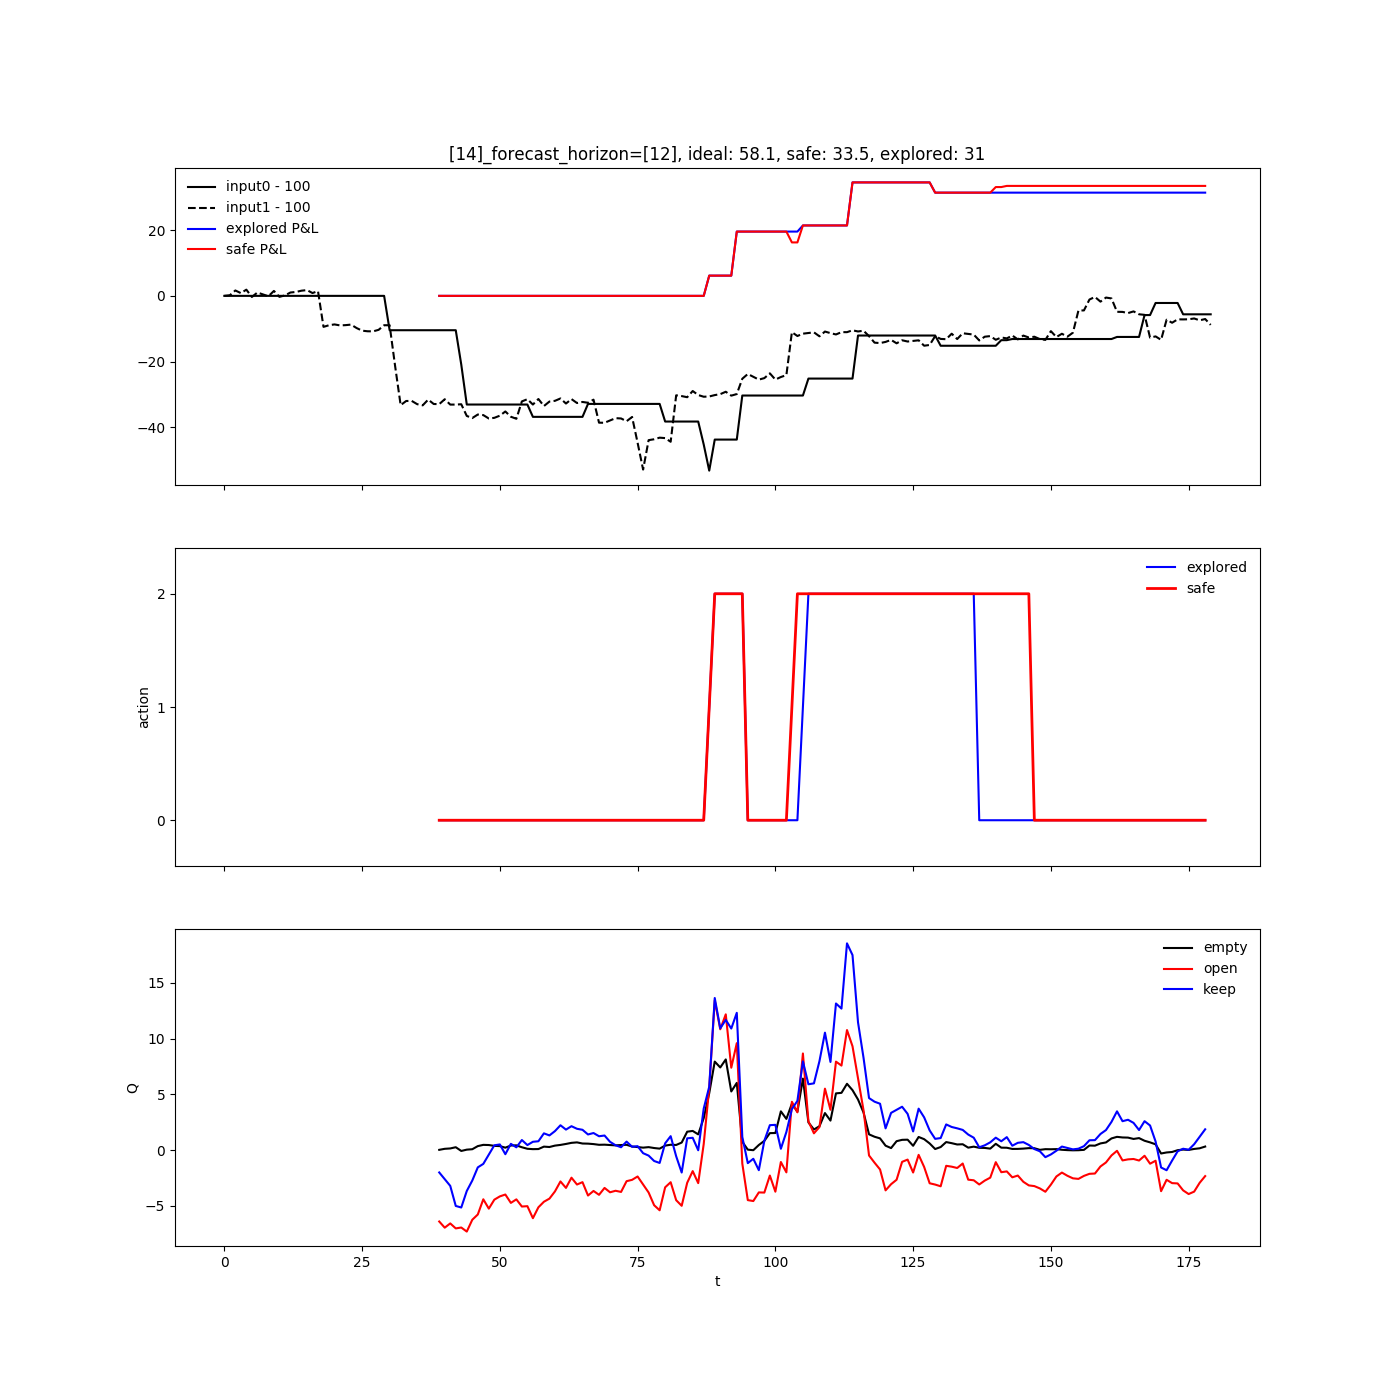 [14]_forecast_horizon=[12], ideal: 58.1, safe: 33.5, explored: 31
input0 - 100
input1 - 100
explored P&L
safe P&L
20
0
−20
−40
explored
safe
2
1
0
action
empty
open
keep
15
10
5
0
−5
Q
0 25 50 75 100 125 150 175
t